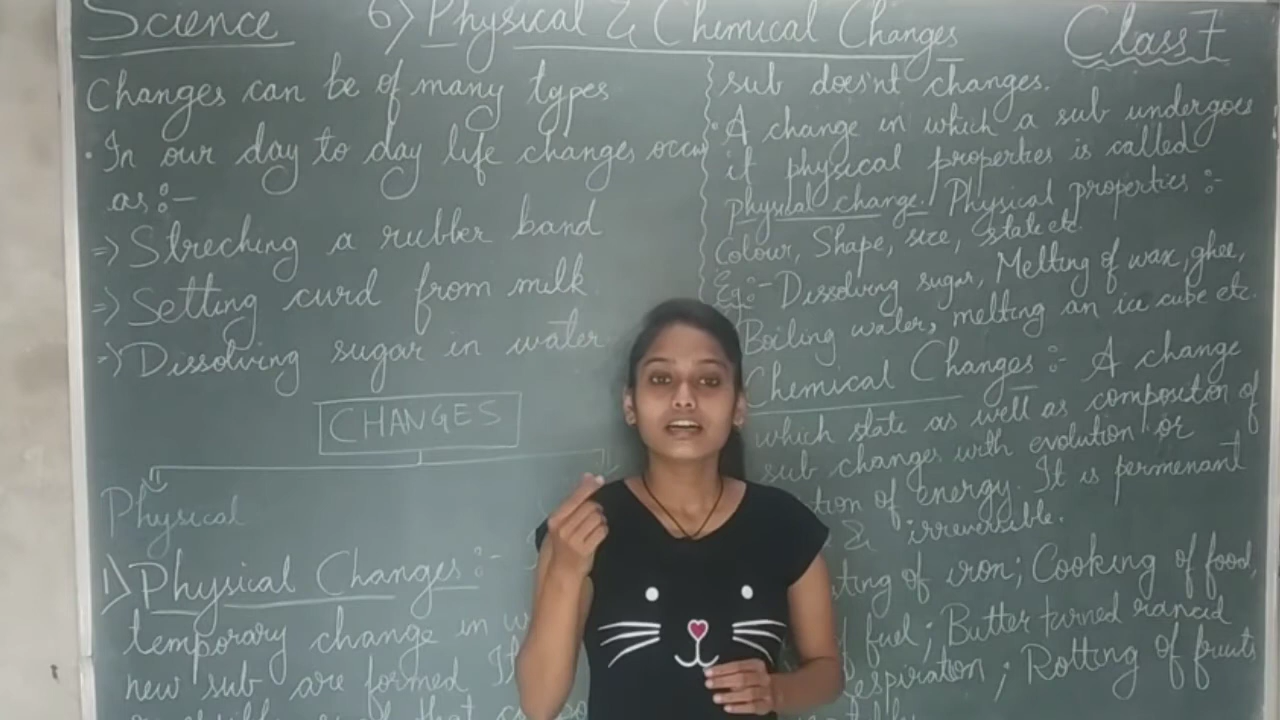 Science 6) Physical & Chemical Changes Class 7
Changes can be of many types
• In our day to day life changes occur
as:-
⇒ Streching a rubber band
⇒ Setting curd from milk
⇒ Dissolving sugar in water
CHANGES
Physical
1) Physical Changes :-
temporary change in
new sub are formed. It
sub does'nt changes.
• A change in which a sub undergoes
it physical properties is called
physical change. Physical properties :-
Colour, Shape, size, state etc.
Eg:- Dissolving sugar, Melting of wax, ghee,
Boiling water, melting an ice cube etc.
Chemical Changes :- A change
which state as well as composition of
sub changes with evolution or
of energy. It is permenant
& irreversible.
of iron; Cooking of food,
fuel; Butter turned rancid
; Rotting of fruits